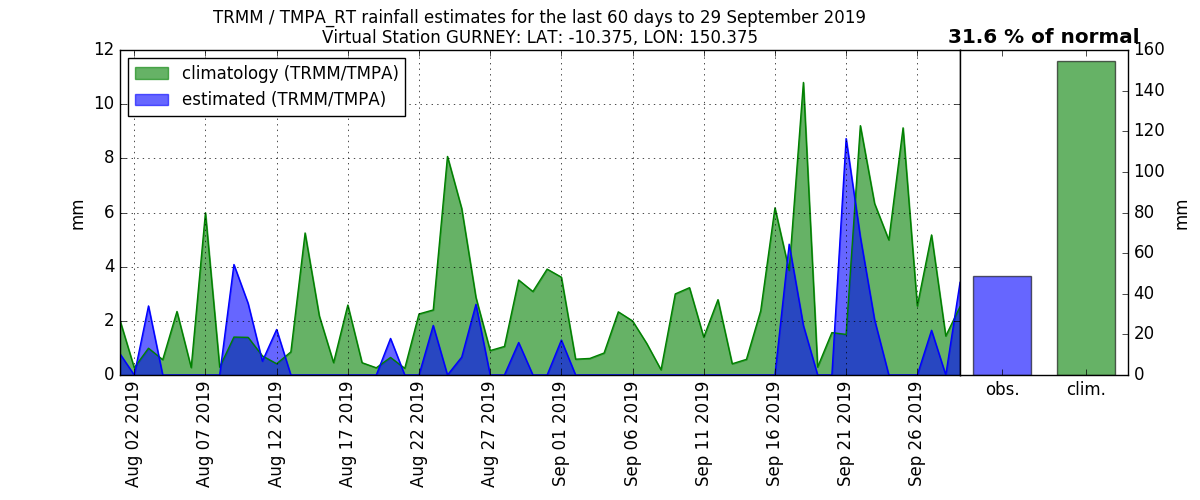 TRMM / TMPA_RT rainfall estimates for the last 60 days to 29 September 2019
Virtual Station GURNEY: LAT: -10.375, LON: 150.375
31.6 % of normal
climatology (TRMM/TMPA)
estimated (TRMM/TMPA)
12
10
8
6
4
2
0
mm
Aug 02 2019
Aug 07 2019
Aug 12 2019
Aug 17 2019
Aug 22 2019
Aug 27 2019
Sep 01 2019
Sep 06 2019
Sep 11 2019
Sep 16 2019
Sep 21 2019
Sep 26 2019
obs.
clim.
160
140
120
100
80
60
40
20
0
mm